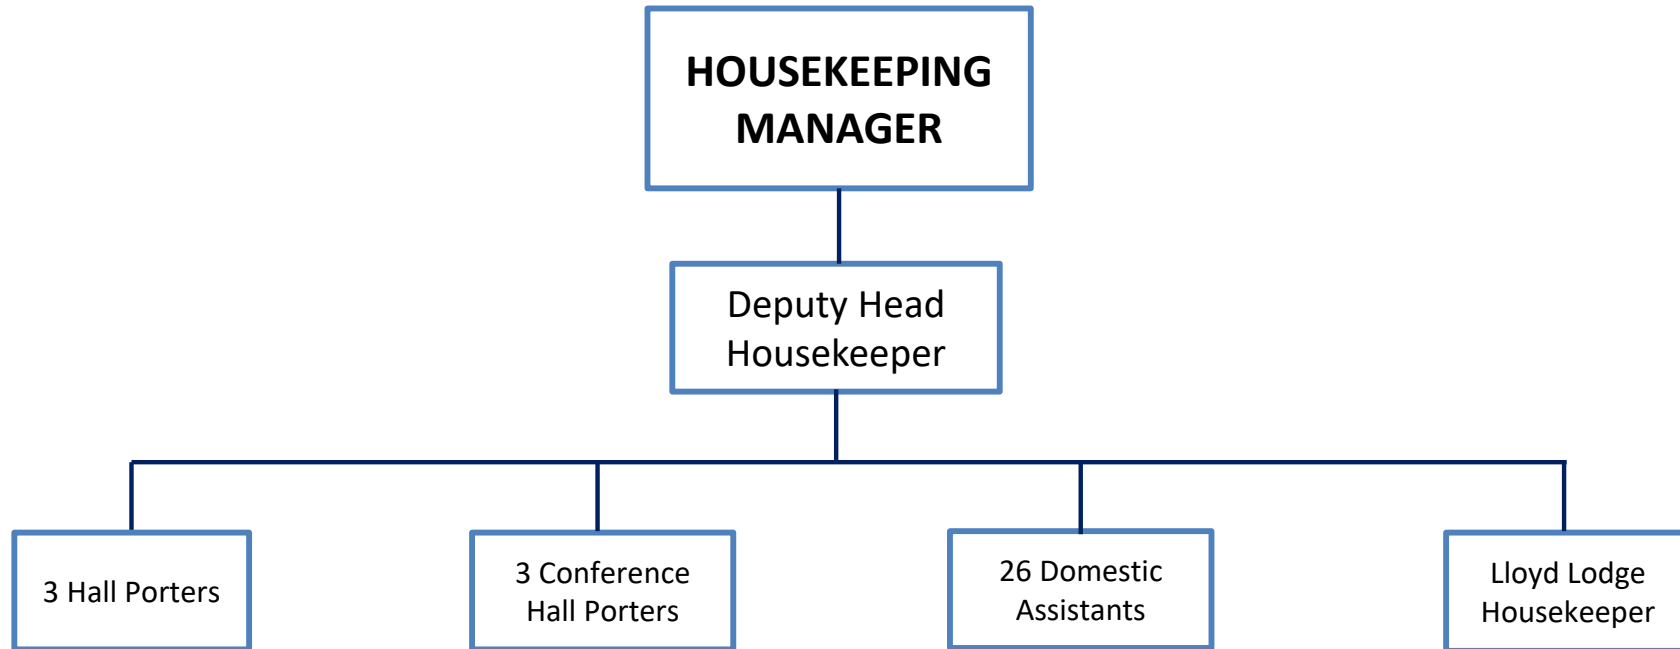 HOUSEKEEPING
MANAGER
Deputy Head
Housekeeper
3 Hall Porters
3 Conference
Hall Porters
26 Domestic
Assistants
Lloyd Lodge
Housekeeper